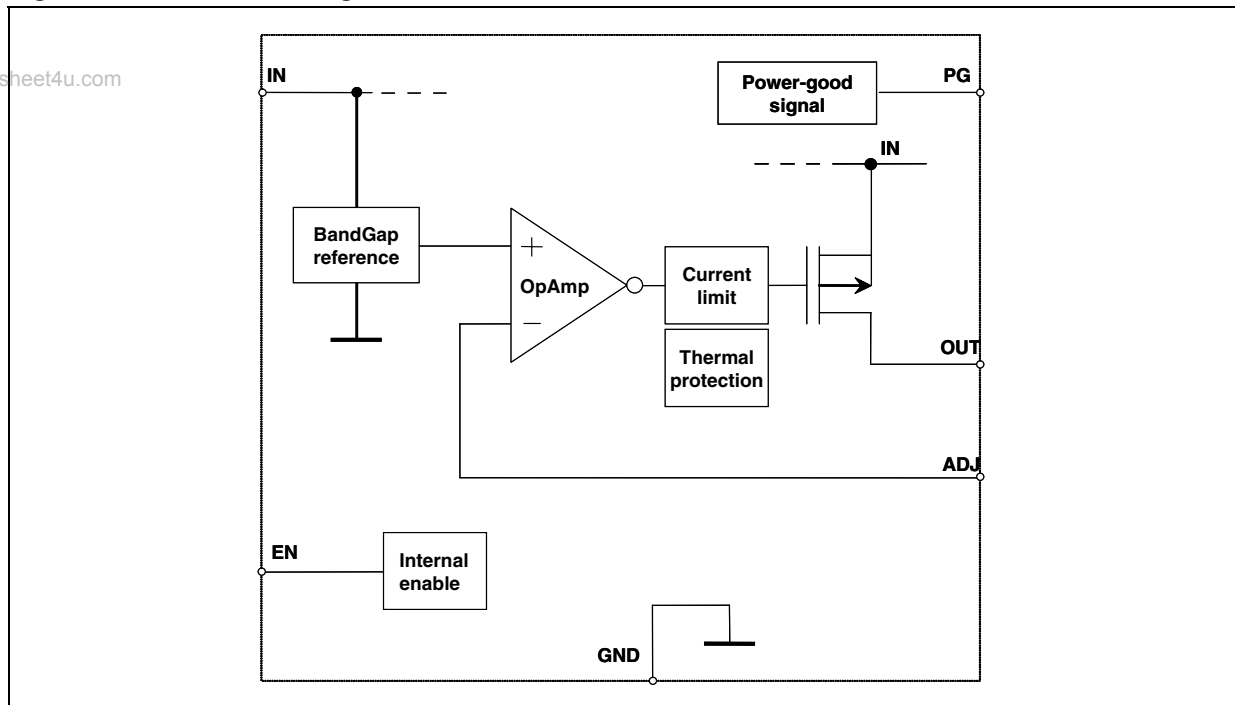 sheet4u.com
IN
PG
Power-good
signal
IN
BandGap
reference
+
OpAmp
−
Current
limit
Thermal
protection
OUT
ADJ
EN
Internal
enable
GND